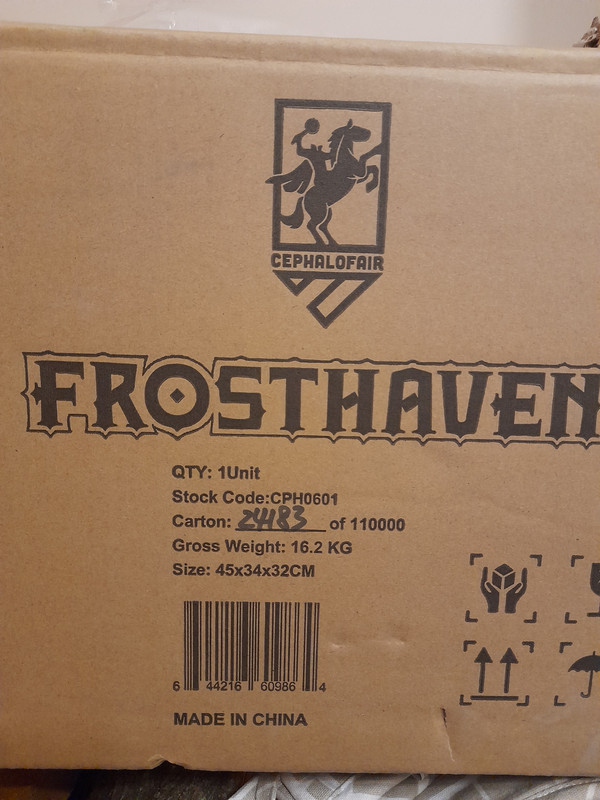 CEPHALOFAIR
FROSTHAVEN
QTY: 1Unit
Stock Code:CPH0601
Carton: 24183 of 110000
Gross Weight: 16.2 KG
Size: 45x34x32CM
6 44216 60986 4
MADE IN CHINA